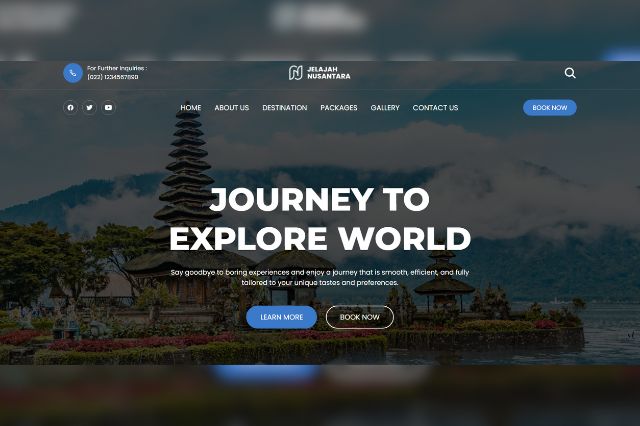 For Further Inquiries :
(022) 1234567890
JELAJAH
NUSANTARA
HOME ABOUT US DESTINATION PACKAGES GALLERY CONTACT US
BOOK NOW
JOURNEY TO
EXPLORE WORLD
Say goodbye to boring experiences and enjoy a journey that is smooth, efficient, and fully
tailored to your unique tastes and preferences.
LEARN MORE
BOOK NOW